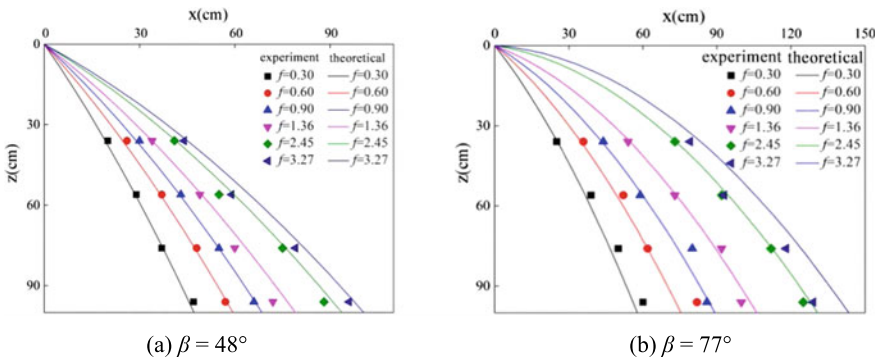 x(cm)
0 30 60 90
0
30
60
90
z(cm)
experiment theoretical
f=0.30 f=0.30
f=0.60 f=0.60
f=0.90 f=0.90
f=1.36 f=1.36
f=2.45 f=2.45
f=3.27 f=3.27
(a) β = 48°
x(cm)
0 30 60 90 120 150
0
30
60
90
z(cm)
experiment theoretical
f=0.30 f=0.30
f=0.60 f=0.60
f=0.90 f=0.90
f=1.36 f=1.36
f=2.45 f=2.45
f=3.27 f=3.27
(b) β = 77°